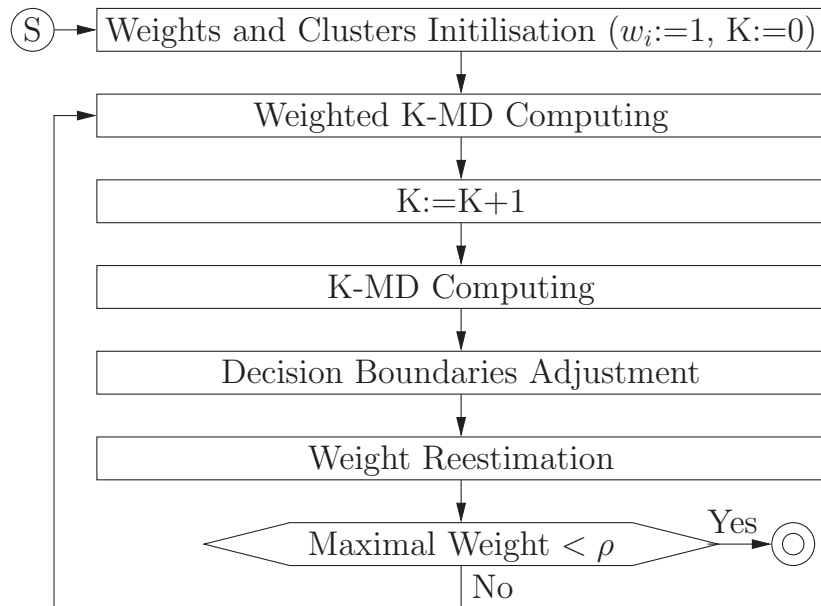 S
Weights and Clusters Initilisation (wᵢ:=1, K:=0)
Weighted K-MD Computing
K:=K+1
K-MD Computing
Decision Boundaries Adjustment
Weight Reestimation
Maximal Weight < ρ
Yes
No